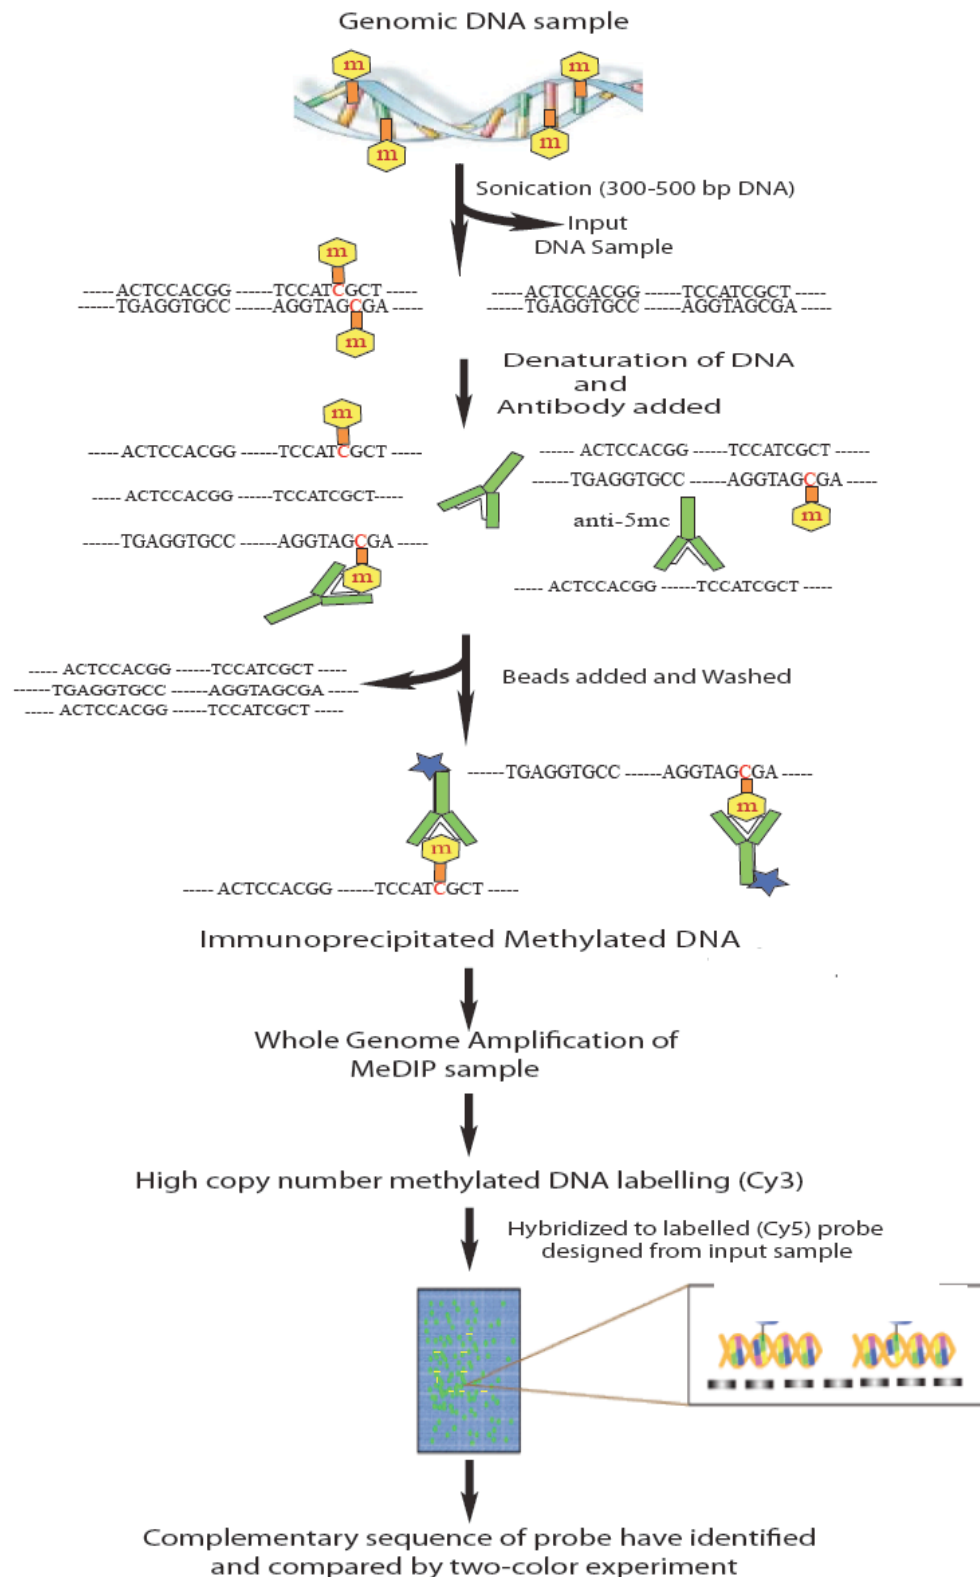 Genomic DNA sample
m m
m m
Sonication (300-500 bp DNA)
Input
DNA Sample
m
-----ACTCCACGG ------TCCATCGCT-----
------TGAGGTGCC ------AGGTAGCGA -----
m
-----ACTCCACGG ------TCCATCGCT-----
------TGAGGTGCC ------AGGTAGCGA -----
Denaturation of DNA
and
Antibody added
m
-----ACTCCACGG ------TCCATCGCT-----
----- ACTCCACGG ------TCCATCGCT-----
------TGAGGTGCC ------AGGTAGCGA -----
m
----- ACTCCACGG ------TCCATCGCT-----
------TGAGGTGCC ------AGGTAGCGA -----
m
anti-5mc
----- ACTCCACGG ------TCCATCGCT-----
Beads added and Washed
----- ACTCCACGG ------TCCATCGCT-----
------TGAGGTGCC ------AGGTAGCGA -----
----- ACTCCACGG ------TCCATCGCT-----
------TGAGGTGCC ------AGGTAGCGA -----
m
m
----- ACTCCACGG ------TCCATCGCT-----
Immunoprecipitated Methylated DNA
Whole Genome Amplification of
MeDIP sample
High copy number methylated DNA labelling (Cy3)
Hybridized to labelled (Cy5) probe
designed from input sample
Complementary sequence of probe have identified
and compared by two-color experiment